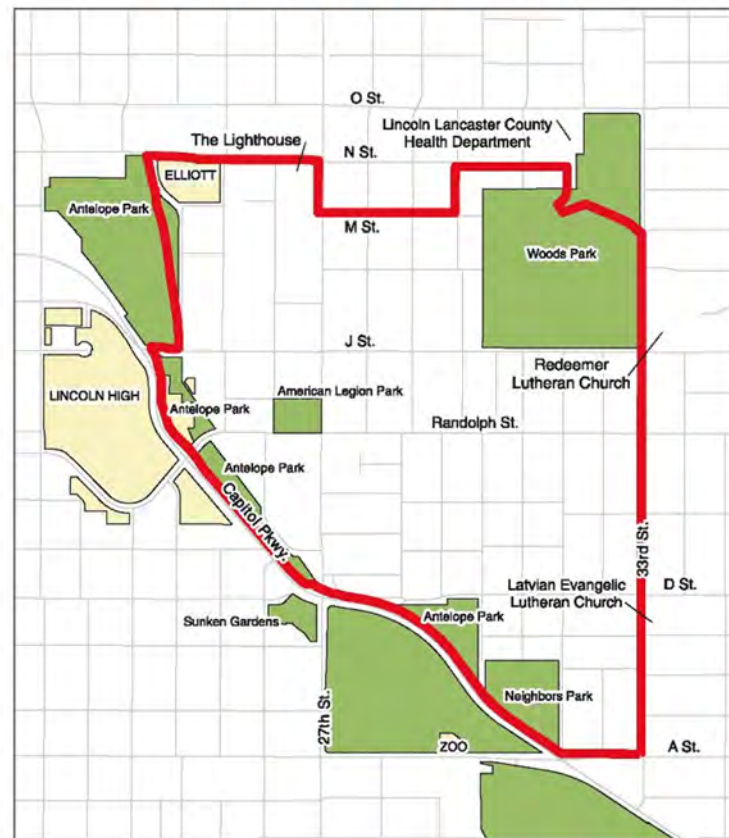 O St.
The Lighthouse
Lincoln Lancaster County
Health Department
N St.
ELLIOTT
Antelope Park
M St.
Woods Park
J St.
Redeemer
Lutheran Church
LINCOLN HIGH
American Legion Park
Antelope Park
Randolph St.
Antelope Park
Capitol Pkwy.
33rd St.
Latvian Evangelic
Lutheran Church
D St.
Sunken Gardens
Antelope Park
Neighbors Park
27th St.
ZOO
A St.